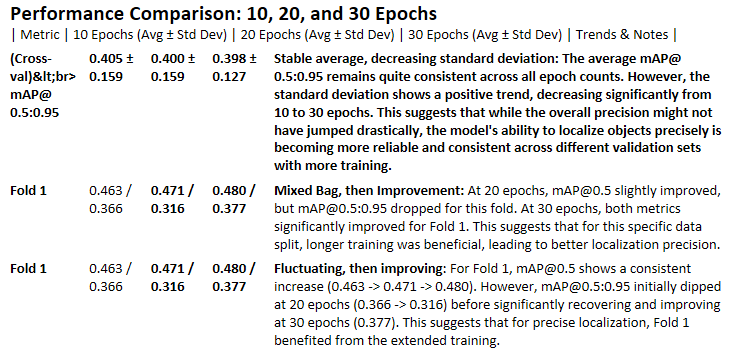 Performance Comparison: 10, 20, and 30 Epochs
| Metric | 10 Epochs (Avg ± Std Dev) | 20 Epochs (Avg ± Std Dev) | 30 Epochs (Avg ± Std Dev) | Trends & Notes |
(Cross- 0.405 ± 0.400 ± 0.398 ± Stable average, decreasing standard deviation: The average mAP@
val)&lt;br> 0.159 0.159 0.127 0.5:0.95 remains quite consistent across all epoch counts. However, the
mAP@ standard deviation shows a positive trend, decreasing significantly from
0.5:0.95 10 to 30 epochs. This suggests that while the overall precision might not
have jumped drastically, the model's ability to localize objects precisely is
becoming more reliable and consistent across different validation sets
with more training.
Fold 1 0.463 / 0.471 / 0.480 / Mixed Bag, then Improvement: At 20 epochs, mAP@0.5 slightly improved,
0.366 0.316 0.377 but mAP@0.5:0.95 dropped for this fold. At 30 epochs, both metrics
significantly improved for Fold 1. This suggests that for this specific data
split, longer training was beneficial, leading to better localization precision.
Fold 1 0.463 / 0.471 / 0.480 / Fluctuating, then improving: For Fold 1, mAP@0.5 shows a consistent
0.366 0.316 0.377 increase (0.463 -> 0.471 -> 0.480). However, mAP@0.5:0.95 initially dipped
at 20 epochs (0.366 -> 0.316) before significantly recovering and improving
at 30 epochs (0.377). This suggests that for precise localization, Fold 1
benefited from the extended training.